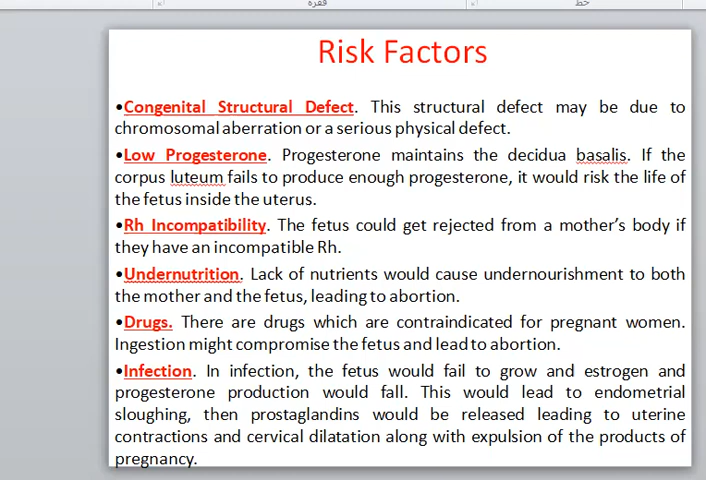 فقرة
خط
Risk Factors
•Congenital Structural Defect. This structural defect may be due to
chromosomal aberration or a serious physical defect.
•Low Progesterone. Progesterone maintains the decidua basalis. If the
corpus luteum fails to produce enough progesterone, it would risk the life of
the fetus inside the uterus.
•Rh Incompatibility. The fetus could get rejected from a mother’s body if
they have an incompatible Rh.
•Undernutrition. Lack of nutrients would cause undernourishment to both
the mother and the fetus, leading to abortion.
•Drugs. There are drugs which are contraindicated for pregnant women.
Ingestion might compromise the fetus and lead to abortion.
•Infection. In infection, the fetus would fail to grow and estrogen and
progesterone production would fall. This would lead to endometrial
sloughing, then prostaglandins would be released leading to uterine
contractions and cervical dilatation along with expulsion of the products of
pregnancy.